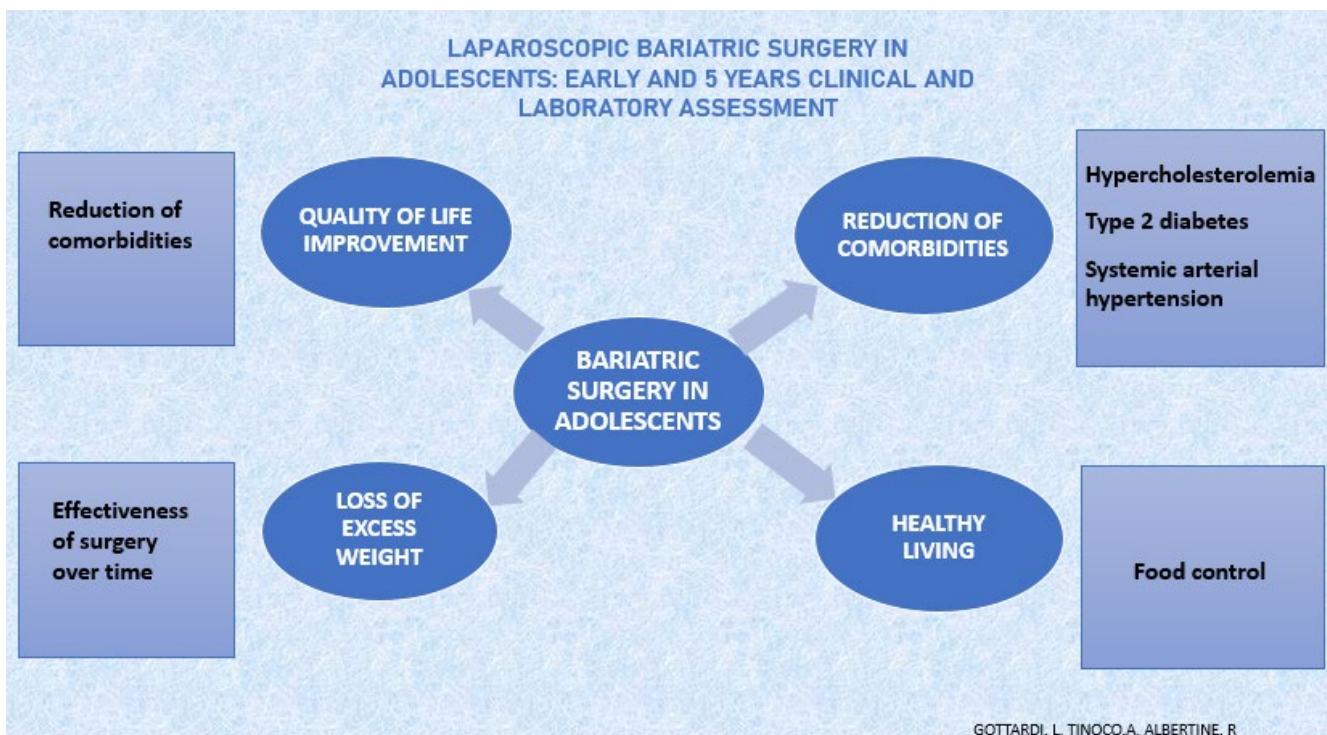 LAPAROSCOPIC BARIATRIC SURGERY IN
ADOLESCENTS: EARLY AND 5 YEARS CLINICAL AND
LABORATORY ASSESSMENT
Reduction of
comorbidities
QUALITY OF LIFE
IMPROVEMENT
REDUCTION OF
COMORBIDITIES
Hypercholesterolemia
Type 2 diabetes
Systemic arterial
hypertension
BARIATRIC
SURGERY IN
ADOLESCENTS
Effectiveness
of surgery
over time
LOSS OF
EXCESS
WEIGHT
HEALTHY
LIVING
Food control
GOTTARDI, L, TINOCO,A, ALBERTINE, R